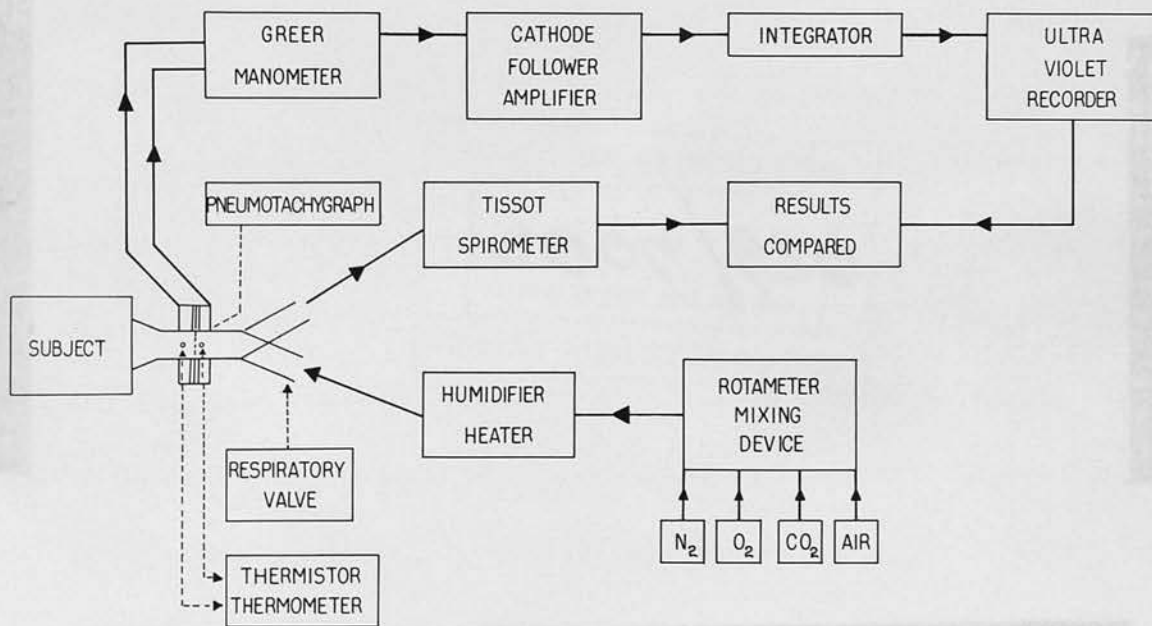 GREER
MANOMETER
CATHODE
FOLLOWER
AMPLIFIER
INTEGRATOR
ULTRA
VIOLET
RECORDER
PNEUMOTACHYGRAPH
TISSOT
SPIROMETER
RESULTS
COMPARED
SUBJECT
HUMIDIFIER
HEATER
ROTAMETER
MIXING
DEVICE
RESPIRATORY
VALVE
N₂
O₂
CO₂
AIR
THERMISTOR
THERMOMETER